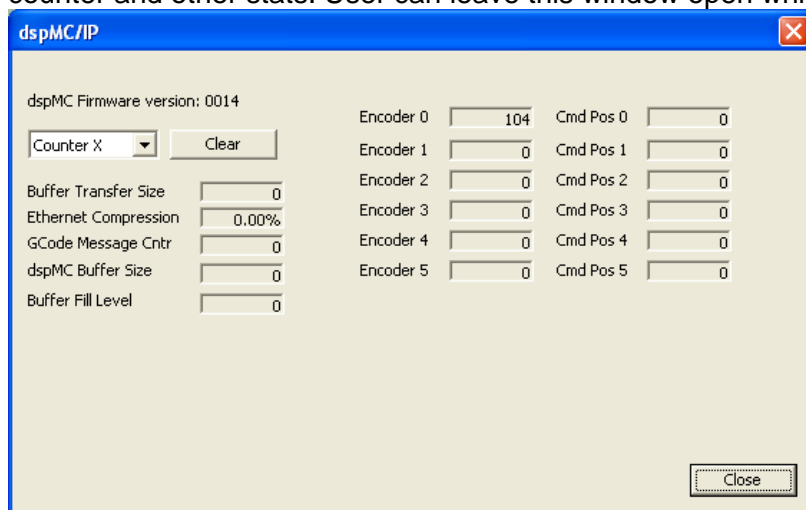 counter and other stats. User can leave this window open whi
dspMC/IP
dspMC Firmware version: 0014
Counter X Clear
Buffer Transfer Size 0
Ethernet Compression 0.00%
GCode Message Cntr 0
dspMC Buffer Size 0
Buffer Fill Level 0
Encoder 0 104 Cmd Pos 0 0
Encoder 1 0 Cmd Pos 1 0
Encoder 2 0 Cmd Pos 2 0
Encoder 3 0 Cmd Pos 3 0
Encoder 4 0 Cmd Pos 4 0
Encoder 5 0 Cmd Pos 5 0
Close